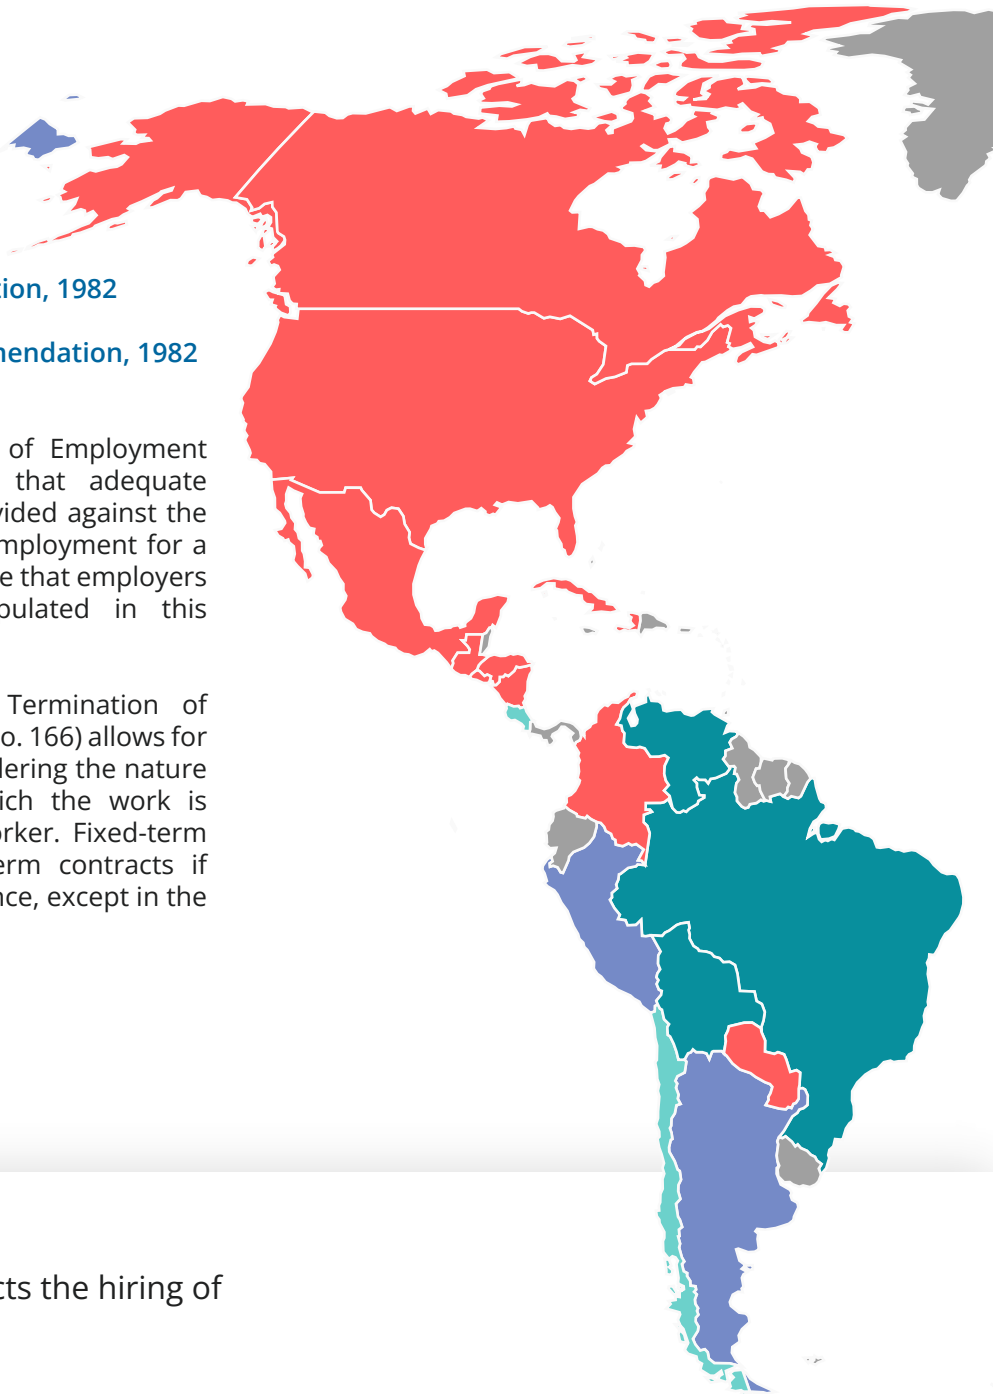 tion, 1982
nendation, 1982
of Employment
that adequate
vided against the
mployment for a
e that employers
pulated in this
Termination of
o. 166) allows for
dering the nature
ich the work is
orker. Fixed-term
erm contracts if
nce, except in the
cts the hiring of